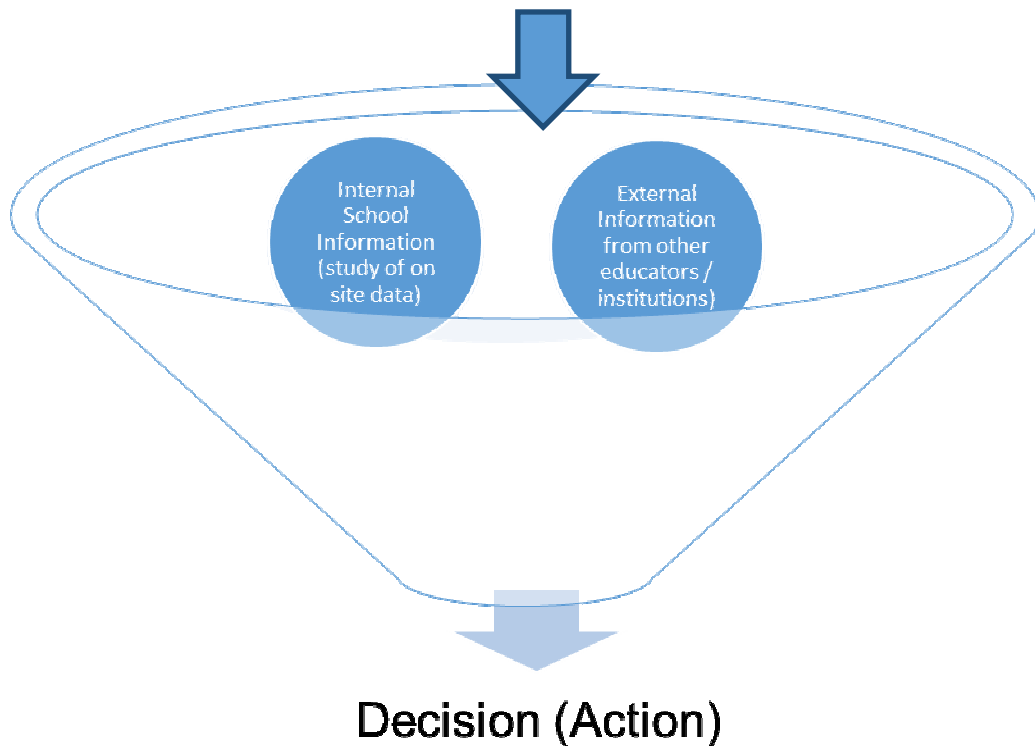 Internal
School
Information
(study of on
site data)
External
Information
from other
educators /
institutions)
Decision (Action)